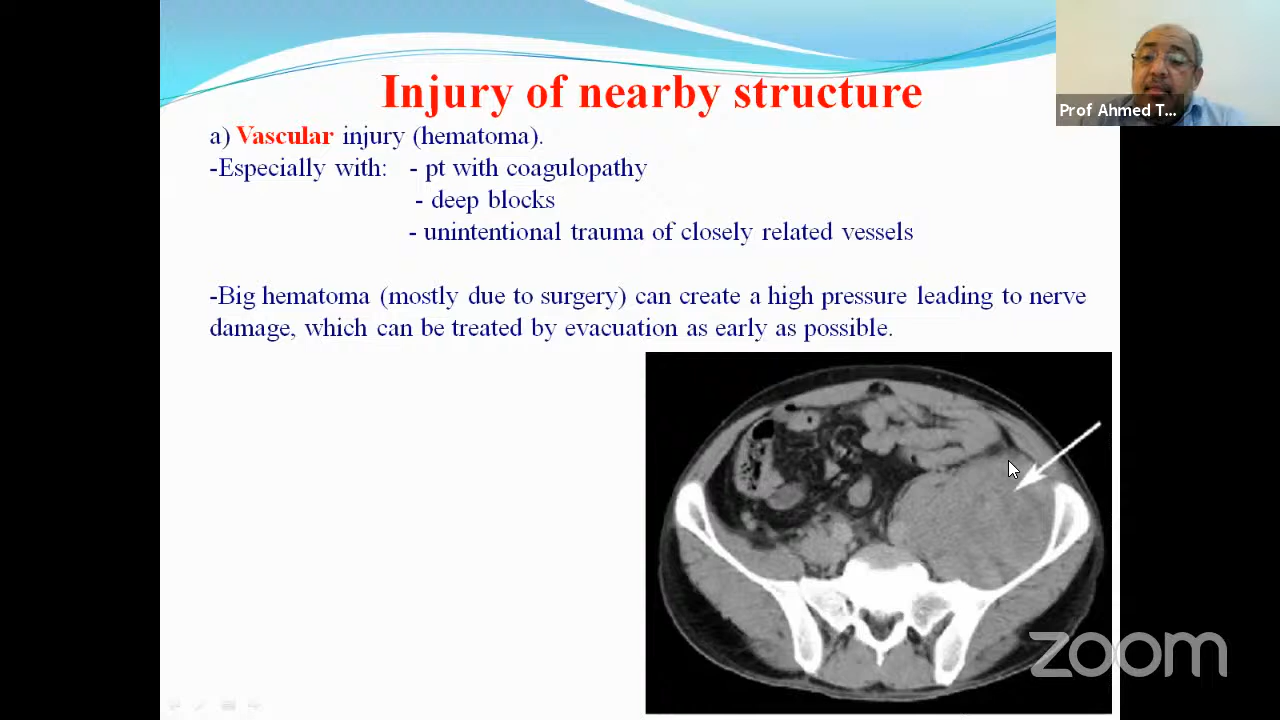 Injury of nearby structure
Prof Ahmed T...
a) Vascular injury (hematoma).
-Especially with: - pt with coagulopathy
- deep blocks
- unintentional trauma of closely related vessels
-Big hematoma (mostly due to surgery) can create a high pressure leading to nerve
damage, which can be treated by evacuation as early as possible.
zoom